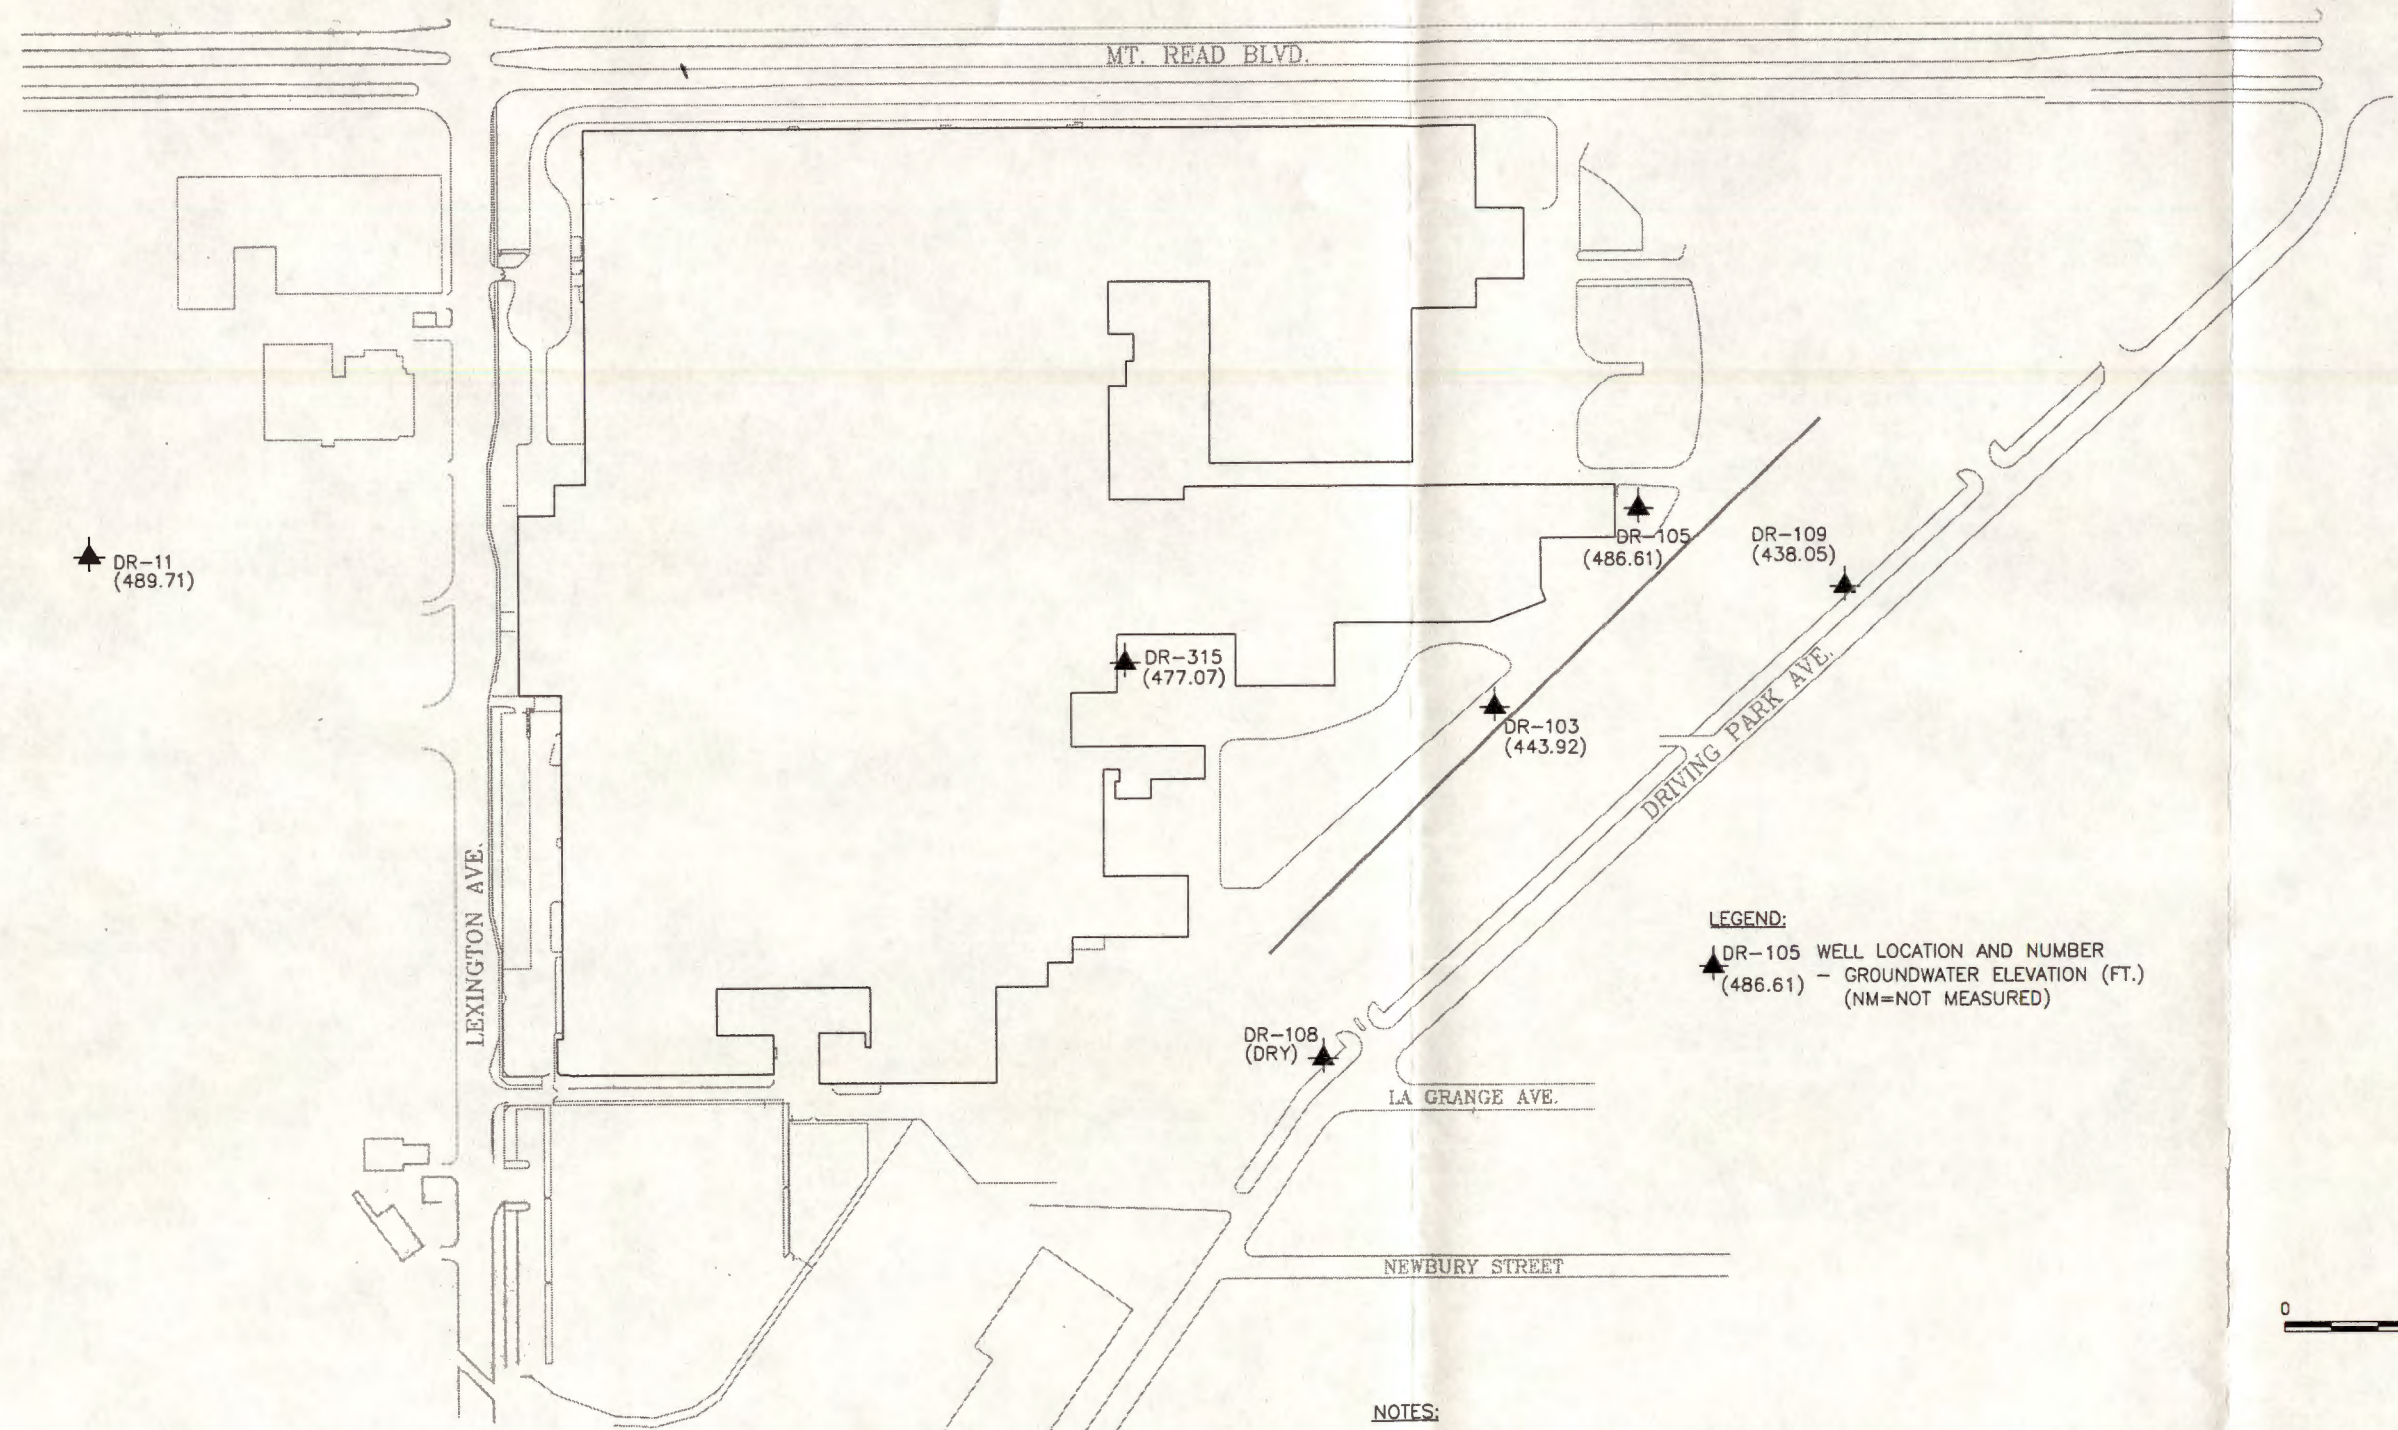 MT. READ BLVD.
DR-11
(489.71)
DR-105
(486.61)
DR-109
(438.05)
DR-315
(477.07)
DR-103
(443.92)
DRIVING PARK AVE.
LEXINGTON AVE.
LEGEND:
DR-105 WELL LOCATION AND NUMBER
(486.61) - GROUNDWATER ELEVATION (FT.)
(NM=NOT MEASURED)
DR-108
(DRY)
LA GRANGE AVE.
NEWBURY STREET
0
NOTES: